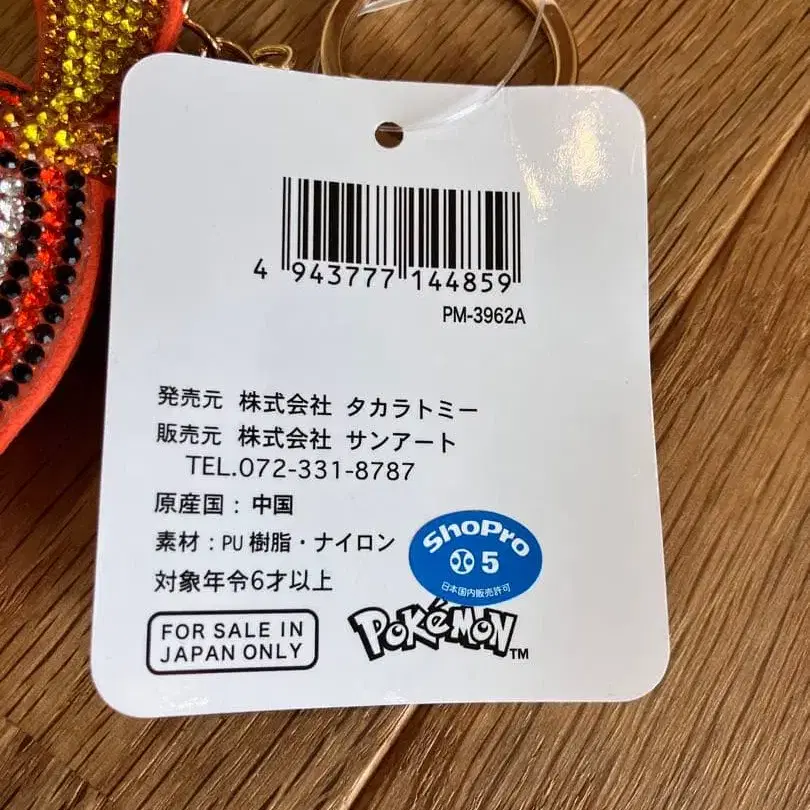 4 943777 144859
PM-3962A
発売元 株式会社 タカラトミー
販売元 株式会社 サンアート
TEL.072-331-8787
原産国：中国
素材：PU樹脂・ナイロン
対象年令6才以上
ShoPro
5
日本国内販売許可
FOR SALE IN
JAPAN ONLY
POKéMON
TM